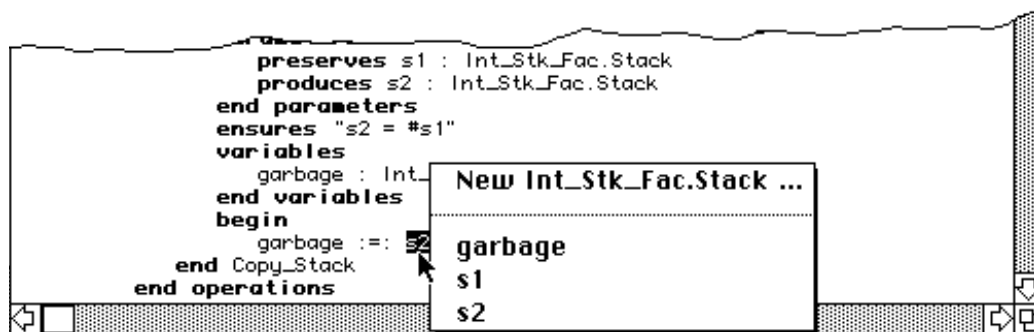 preserves s1 : Int_Stk_Fac.Stack
produces s2 : Int_Stk_Fac.Stack
end parameters
ensures "s2 = #s1"
variables
garbage : Int_
end variables
begin
garbage :=: s2
end Copy_Stack
end operations
New Int_Stk_Fac.Stack ...
garbage
s1
s2